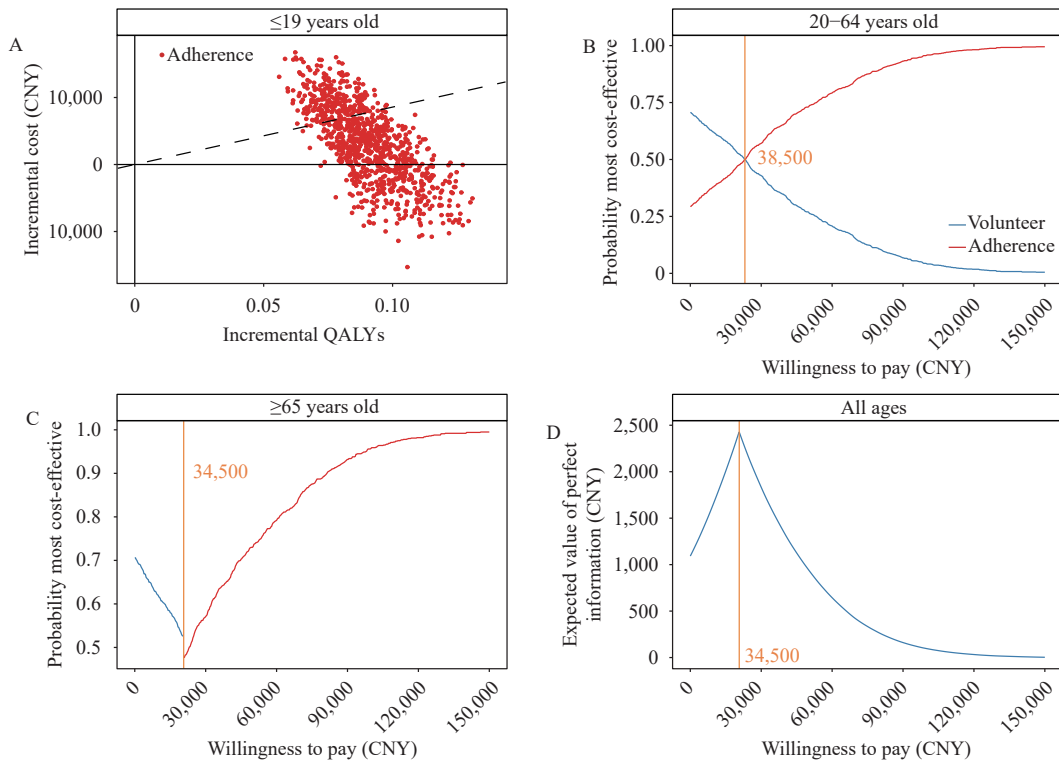 A
≤19 years old
Adherence
Incremental cost (CNY)
10,000
0
10,000
0
0.05
0.10
Incremental QALYs
B
20−64 years old
Probability most cost-effective
1.00
0.75
0.50
0.25
0
38,500
Volunteer
Adherence
0
30,000
60,000
90,000
120,000
150,000
Willingness to pay (CNY)
C
≥65 years old
Probability most cost-effective
1.0
0.9
0.8
0.7
0.6
0.5
34,500
0
30,000
60,000
90,000
120,000
150,000
Willingness to pay (CNY)
D
All ages
Expected value of perfect
information (CNY)
2,500
2,000
1,500
1,000
500
0
34,500
0
30,000
60,000
90,000
120,000
150,000
Willingness to pay (CNY)